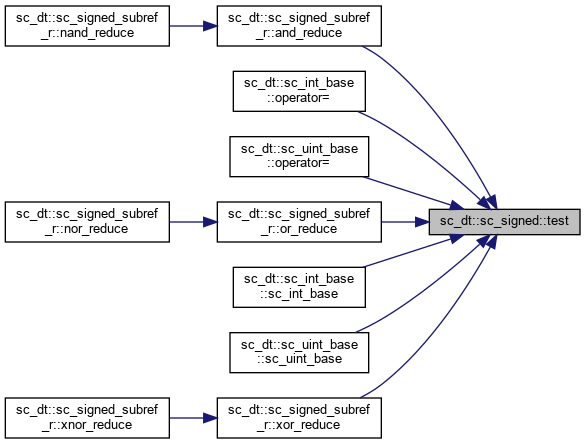 sc_dt::sc_signed_subref
_r::nand_reduce
sc_dt::sc_signed_subref
_r::and_reduce
sc_dt::sc_int_base
::operator=
sc_dt::sc_uint_base
::operator=
sc_dt::sc_signed_subref
_r::nor_reduce
sc_dt::sc_signed_subref
_r::or_reduce
sc_dt::sc_signed::test
sc_dt::sc_int_base
::sc_int_base
sc_dt::sc_uint_base
::sc_uint_base
sc_dt::sc_signed_subref
_r::xnor_reduce
sc_dt::sc_signed_subref
_r::xor_reduce